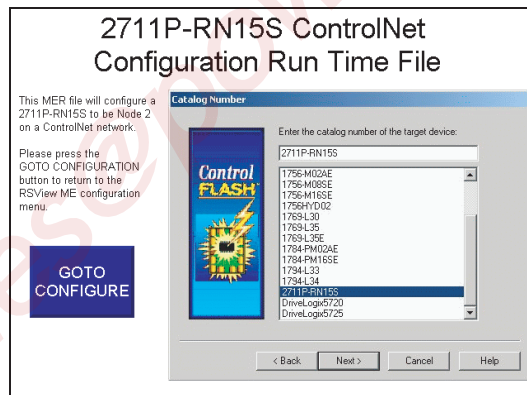 2711P-RN15S ControlNet
Configuration Run Time File
This MER file will configure a
2711P-RN15S to be Node 2
on a ControlNet network.
Please press the
GOTO CONFIGURATION
button to return to the
RSView ME configuration
menu.
GOTO
CONFIGURE
Catalog Number
Control
FLASH
Enter the catalog number of the target device:
2711P-RN15S
1756-M02AE
1756-M08SE
1756-M16SE
1756HYD02
1769-L30
1769-L35
1769-L35E
1784-PM02AE
1784-PM16SE
1794-L33
1794-L34
2711P-RN15S
DriveLogix5720
DriveLogix5725
< Back
Next >
Cancel
Help